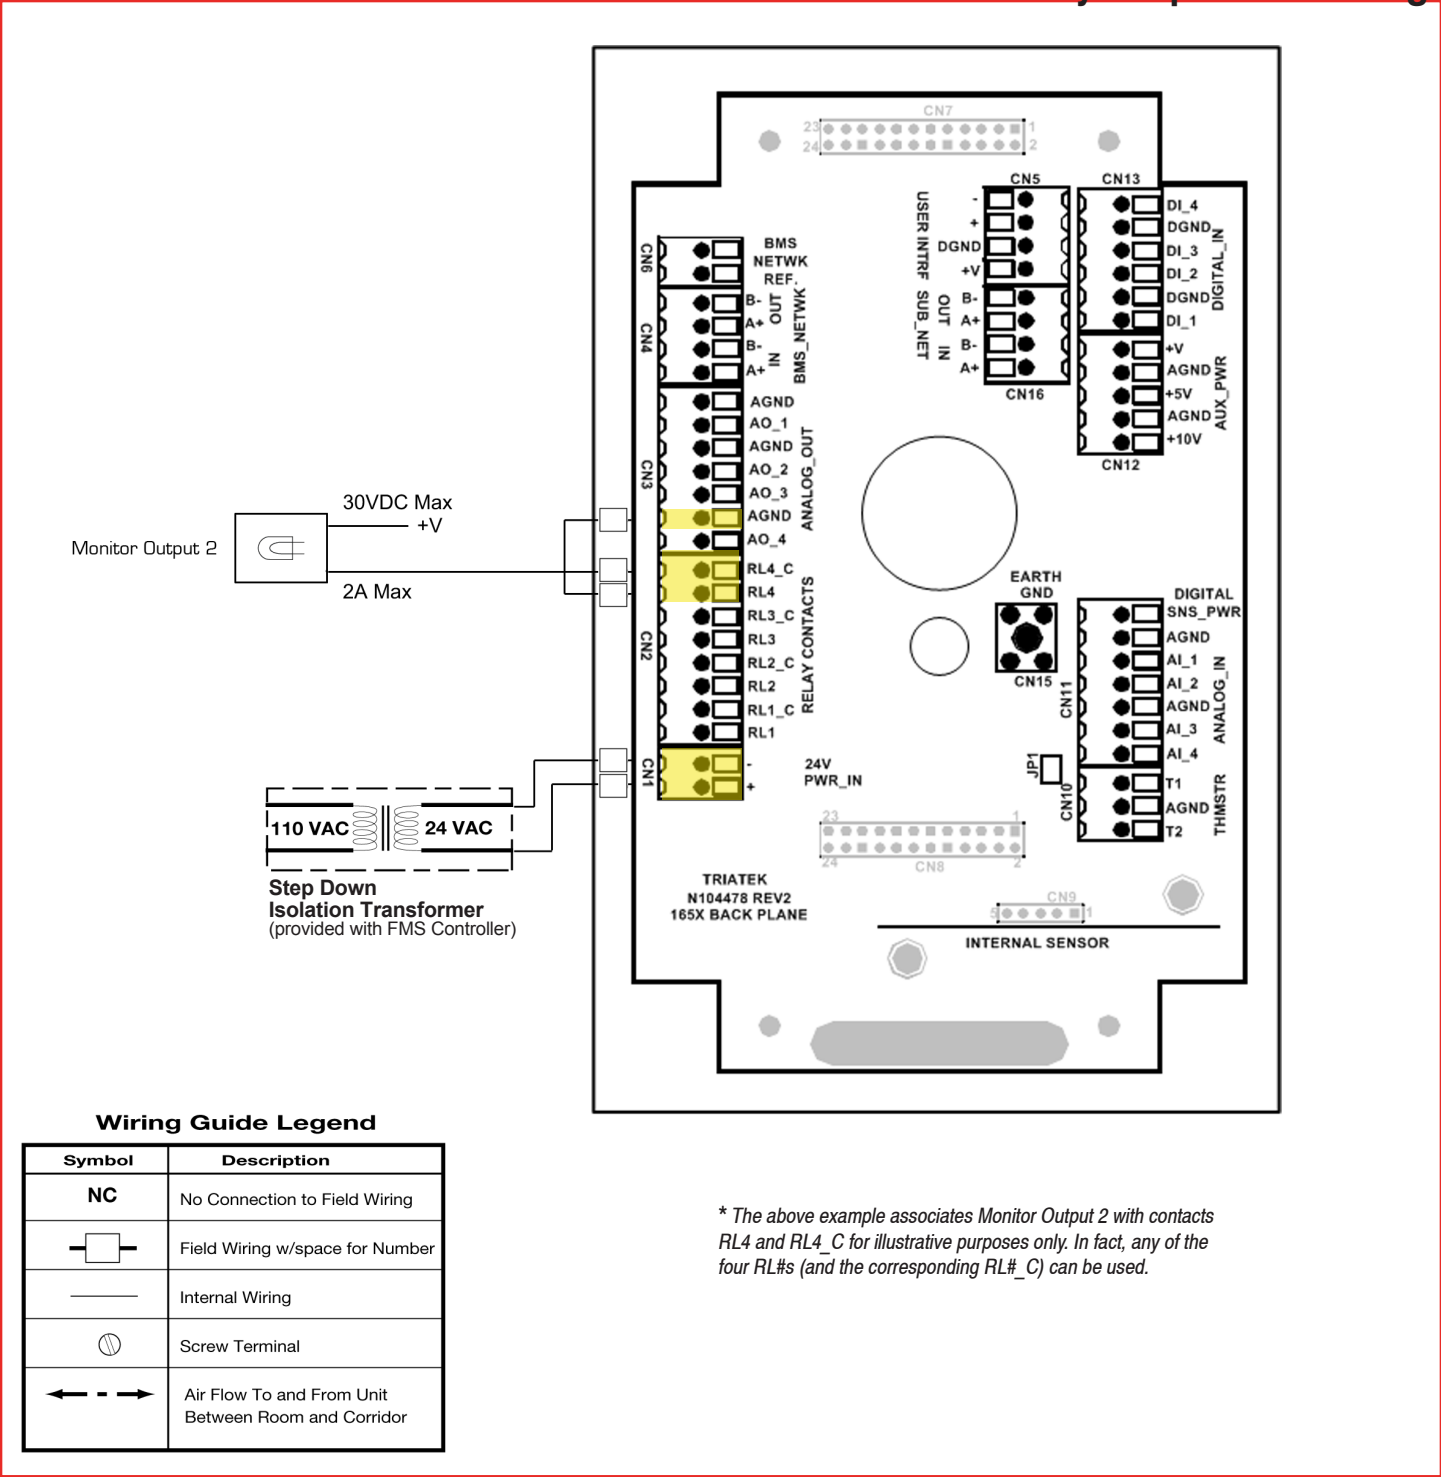 CN7
23
1
24
2
CN5
CN13
-
+
DGND
+V
USER INTRF
DI_4
DGND
DI_3
DI_2
DGND
DI_1
DIGITAL_IN
CN6
BMS
NETWK
REF.
B-
A+
B-
A+
OUT
IN
BMS_NETWK
CN4
B-
A+
B-
A+
OUT
IN
SUB_NET
CN16
+V
AGND
+5V
AGND
+10V
AUX_PWR
CN12
CN3
AGND
AO_1
AGND
AO_2
AO_3
AGND
AO_4
ANALOG_OUT
30VDC Max
+V
Monitor Output 2
2A Max
CN2
RL4_C
RL4
RL3_C
RL3
RL2_C
RL2
RL1_C
RL1
RELAY CONTACTS
EARTH
GND
CN15
DIGITAL
SNS_PWR
AGND
AI_1
AI_2
AGND
AI_3
AI_4
ANALOG_IN
CN11
CN1
-
+
24V
PWR_IN
JP1
CN10
T1
AGND
T2
THMSTR
110 VAC
24 VAC
Step Down
Isolation Transformer
(provided with FMS Controller)
23
1
24
2
CN8
TRIATEK
N104478 REV2
165X BACK PLANE
CN9
5
1
INTERNAL SENSOR
Wiring Guide Legend
Symbol
Description
NC
No Connection to Field Wiring
Field Wiring w/space for Number
Internal Wiring
Screw Terminal
Air Flow To and From Unit
Between Room and Corridor
* The above example associates Monitor Output 2 with contacts
RL4 and RL4_C for illustrative purposes only. In fact, any of the
four RL#s (and the corresponding RL#_C) can be used.